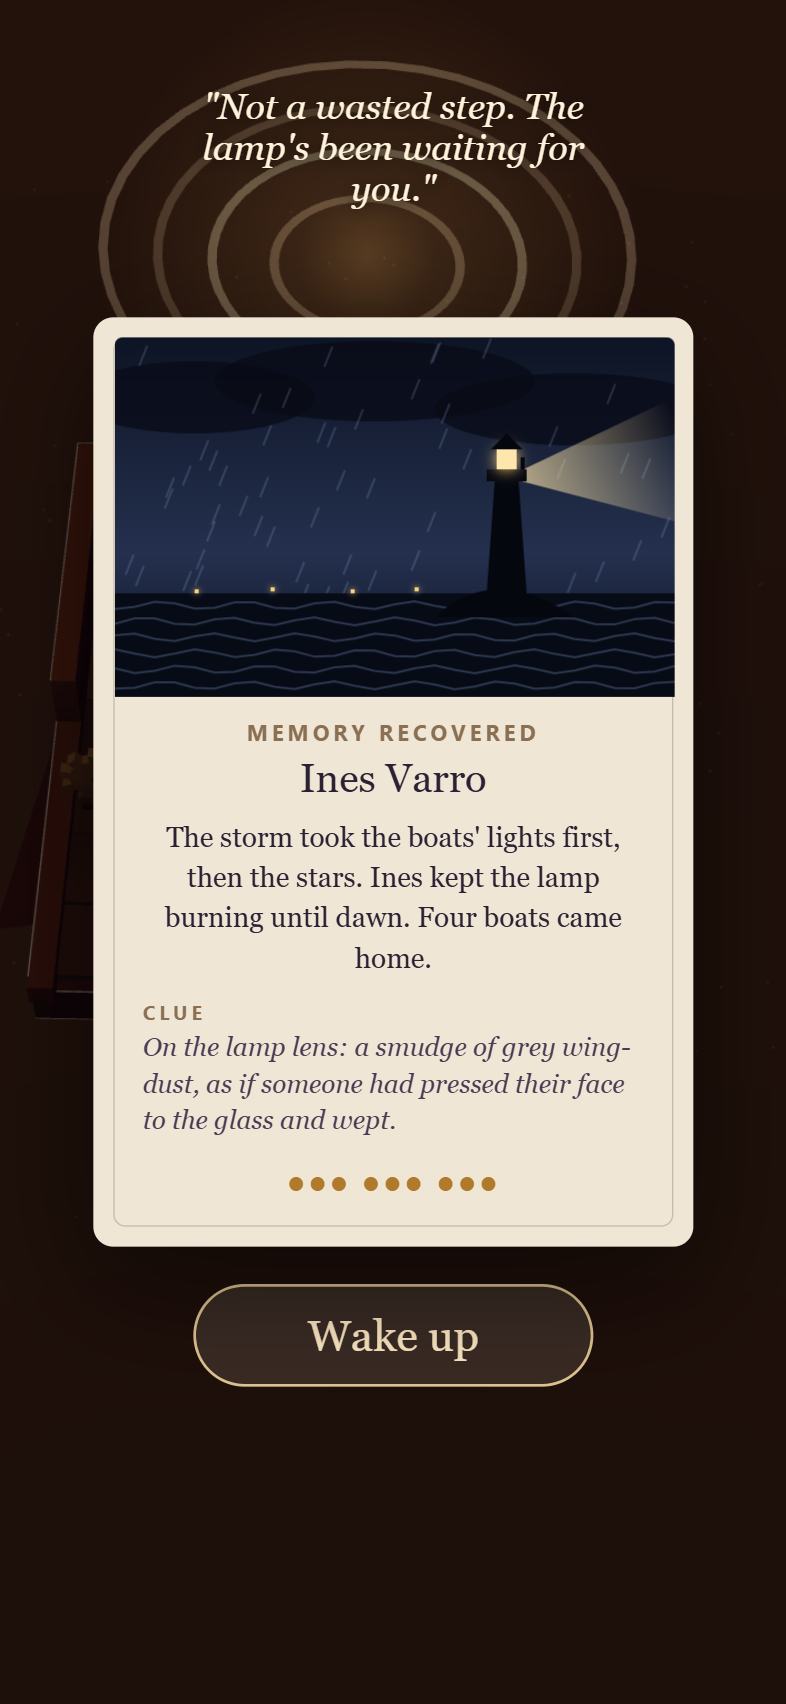 "Not a wasted step. The
lamp's been waiting for
you."
MEMORY RECOVERED
Ines Varro
The storm took the boats' lights first,
then the stars. Ines kept the lamp
burning until dawn. Four boats came
home.
CLUE
On the lamp lens: a smudge of grey wing-
dust, as if someone had pressed their face
to the glass and wept.
Wake up